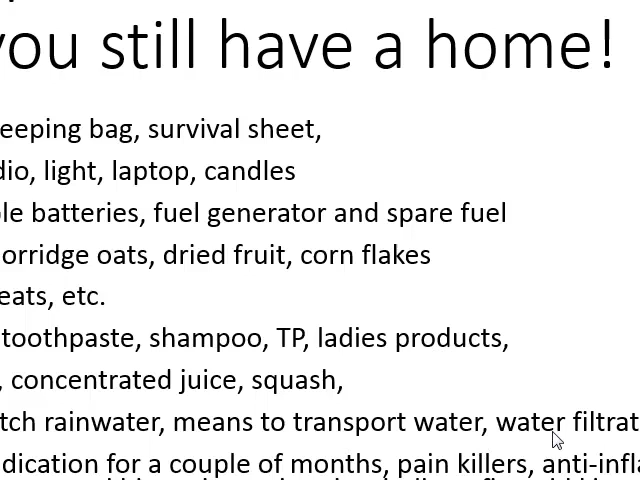 you still have a home!
eeping bag, survival sheet,
dio, light, laptop, candles
le batteries, fuel generator and spare fuel
orridge oats, dried fruit, corn flakes
eats, etc.
toothpaste, shampoo, TP, ladies products,
, concentrated juice, squash,
tch rainwater, means to transport water, water filtrat
dication for a couple of months, pain killers, anti-infla